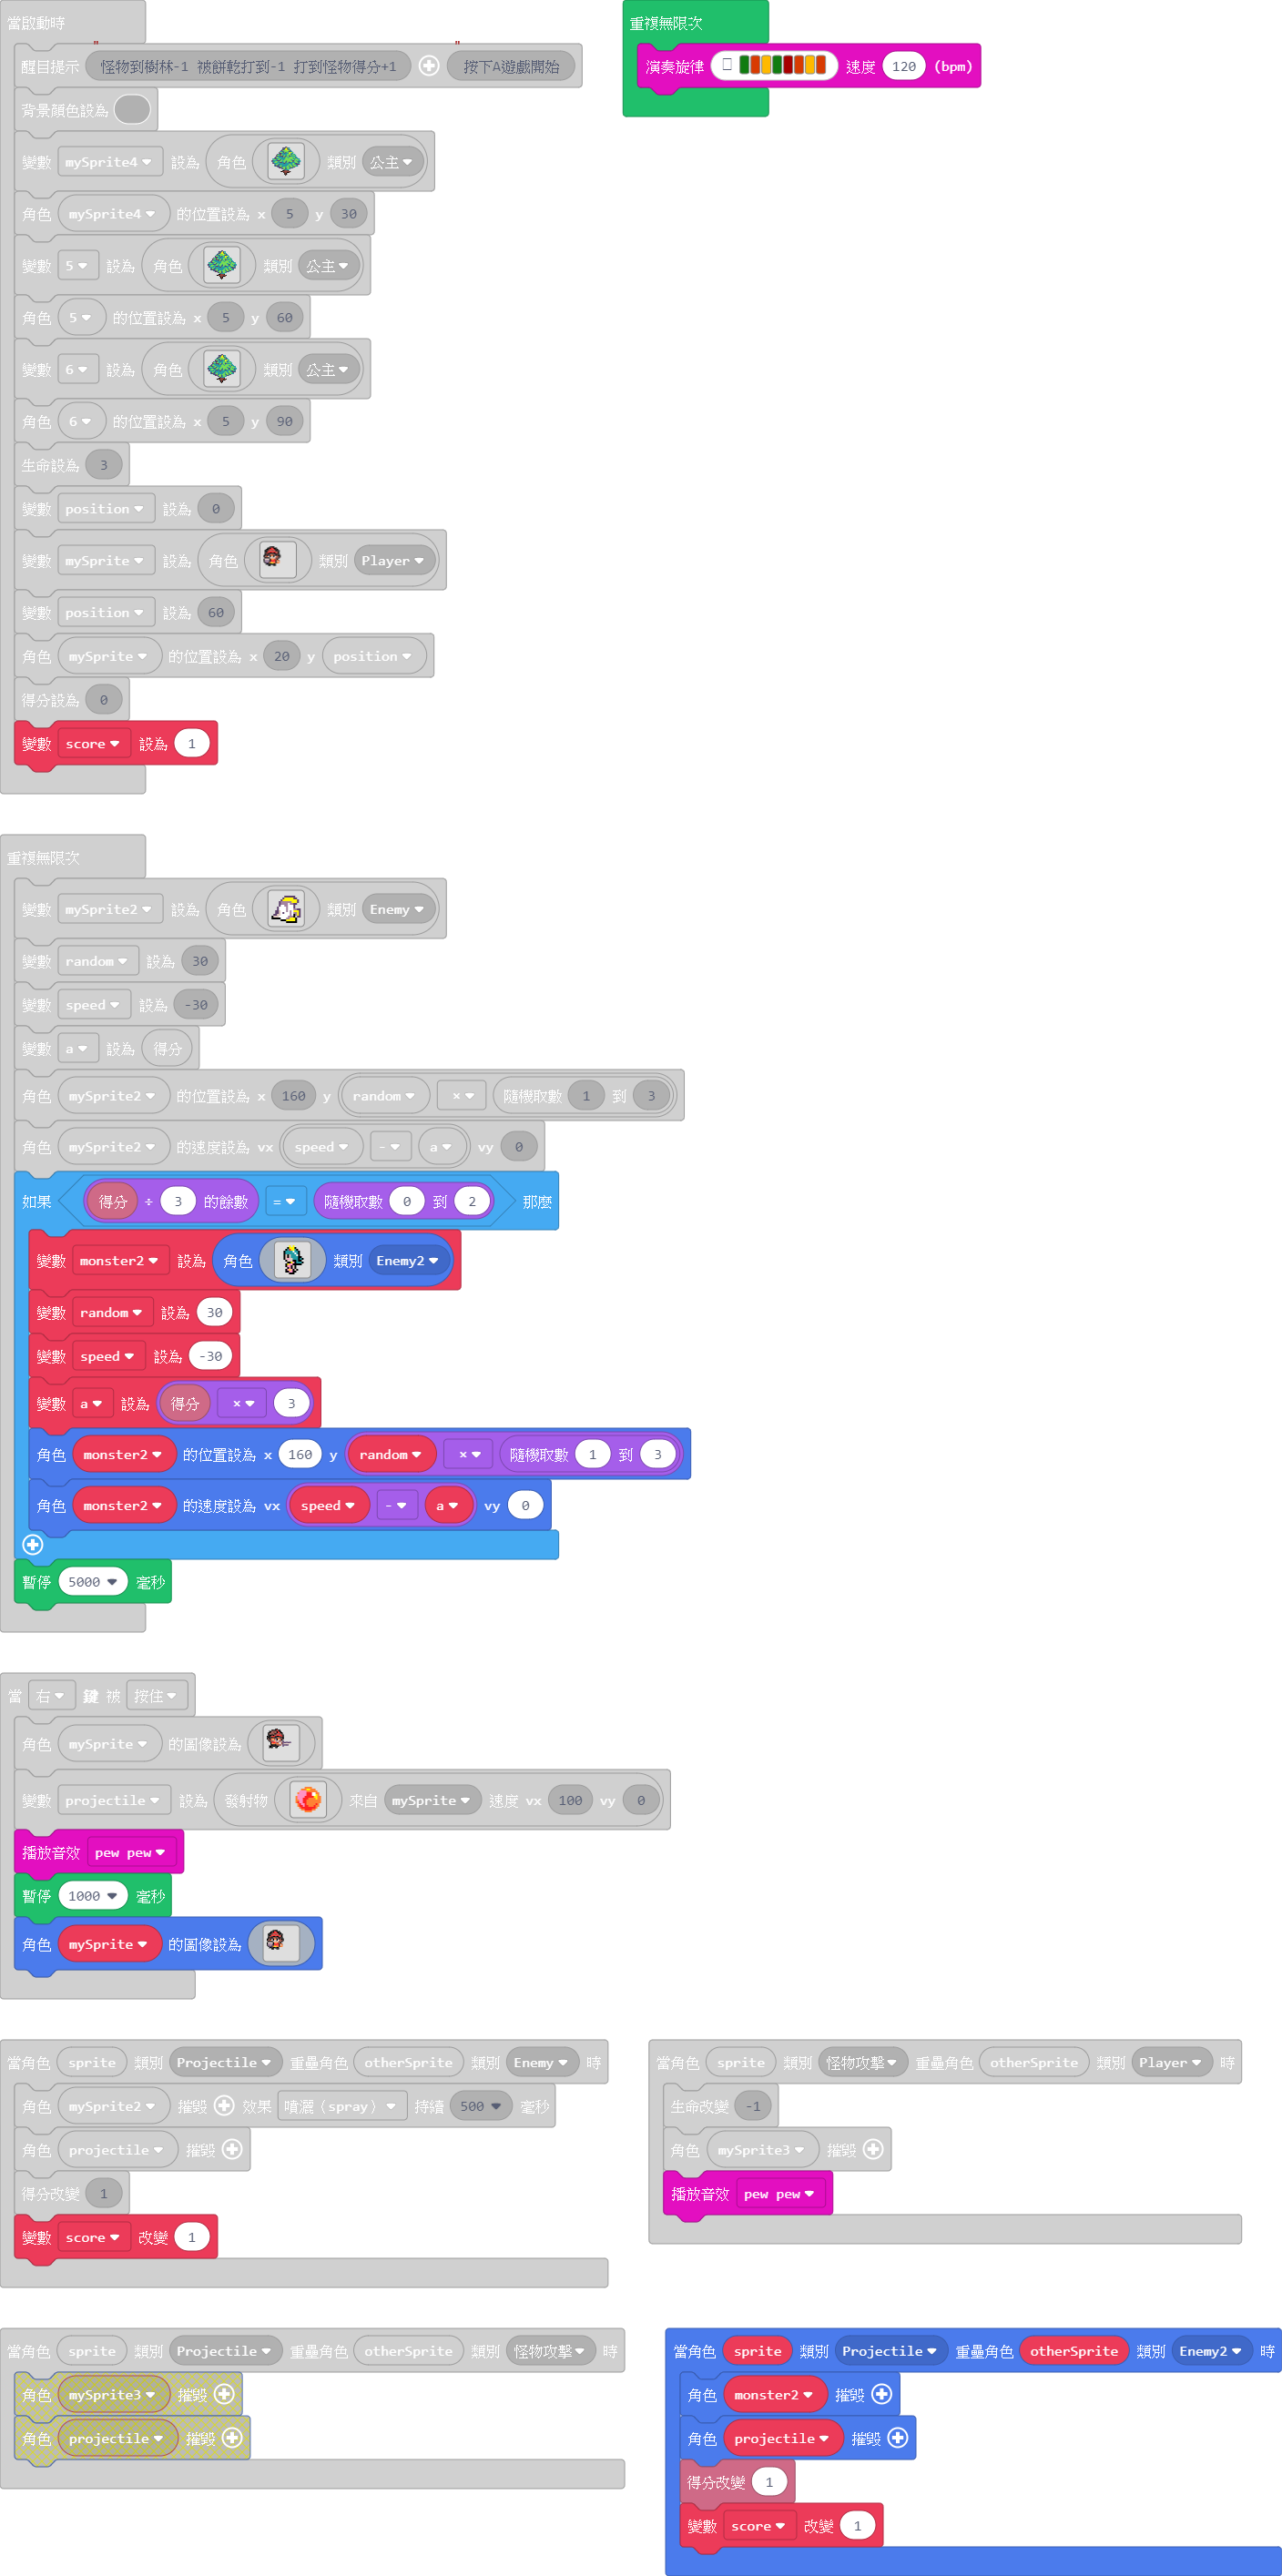 當啟動時
醒目提示 " 怪物到樹林-1 被餅乾打到-1 打到怪物得分+1 " 按下A遊戲開始
背景顏色設為
變數 mySprite4 設為 角色 類別 公主
角色 mySprite4 的位置設為 x 5 y 30
變數 5 設為 角色 類別 公主
角色 5 的位置設為 x 5 y 60
變數 6 設為 角色 類別 公主
角色 6 的位置設為 x 5 y 90
生命設為 3
變數 position 設為 0
變數 mySprite 設為 角色 類別 Player
變數 position 設為 60
角色 mySprite 的位置設為 x 20 y position
得分設為 0
變數 score 設為 1
重複無限次
演奏旋律 速度 120 (bpm)
重複無限次
變數 mySprite2 設為 角色 類別 Enemy
變數 random 設為 30
變數 speed 設為 -30
變數 a 設為 得分
角色 mySprite2 的位置設為 x 160 y random × 隨機取數 1 到 3
角色 mySprite2 的速度設為 vx speed - a vy 0
如果 得分 ÷ 3 的餘數 = 隨機取數 0 到 2 那麼
變數 monster2 設為 角色 類別 Enemy2
變數 random 設為 30
變數 speed 設為 -30
變數 a 設為 得分 × 3
角色 monster2 的位置設為 x 160 y random × 隨機取數 1 到 3
角色 monster2 的速度設為 vx speed - a vy 0
暫停 5000 毫秒
當 右 鍵 被 按住
角色 mySprite 的圖像設為
變數 projectile 設為 發射物 來自 mySprite 速度 vx 100 vy 0
播放音效 pew pew
暫停 1000 毫秒
角色 mySprite 的圖像設為
當角色 sprite 類別 Projectile 重疊角色 otherSprite 類別 Enemy 時
角色 mySprite2 摧毀 效果 噴灑（spray） 持續 500 毫秒
角色 projectile 摧毀
得分改變 1
變數 score 改變 1
當角色 sprite 類別 怪物攻擊 重疊角色 otherSprite 類別 Player 時
生命改變 -1
角色 mySprite3 摧毀
播放音效 pew pew
當角色 sprite 類別 Projectile 重疊角色 otherSprite 類別 怪物攻擊 時
角色 mySprite3 摧毀
角色 projectile 摧毀
當角色 sprite 類別 Projectile 重疊角色 otherSprite 類別 Enemy2 時
角色 monster2 摧毀
角色 projectile 摧毀
得分改變 1
變數 score 改變 1